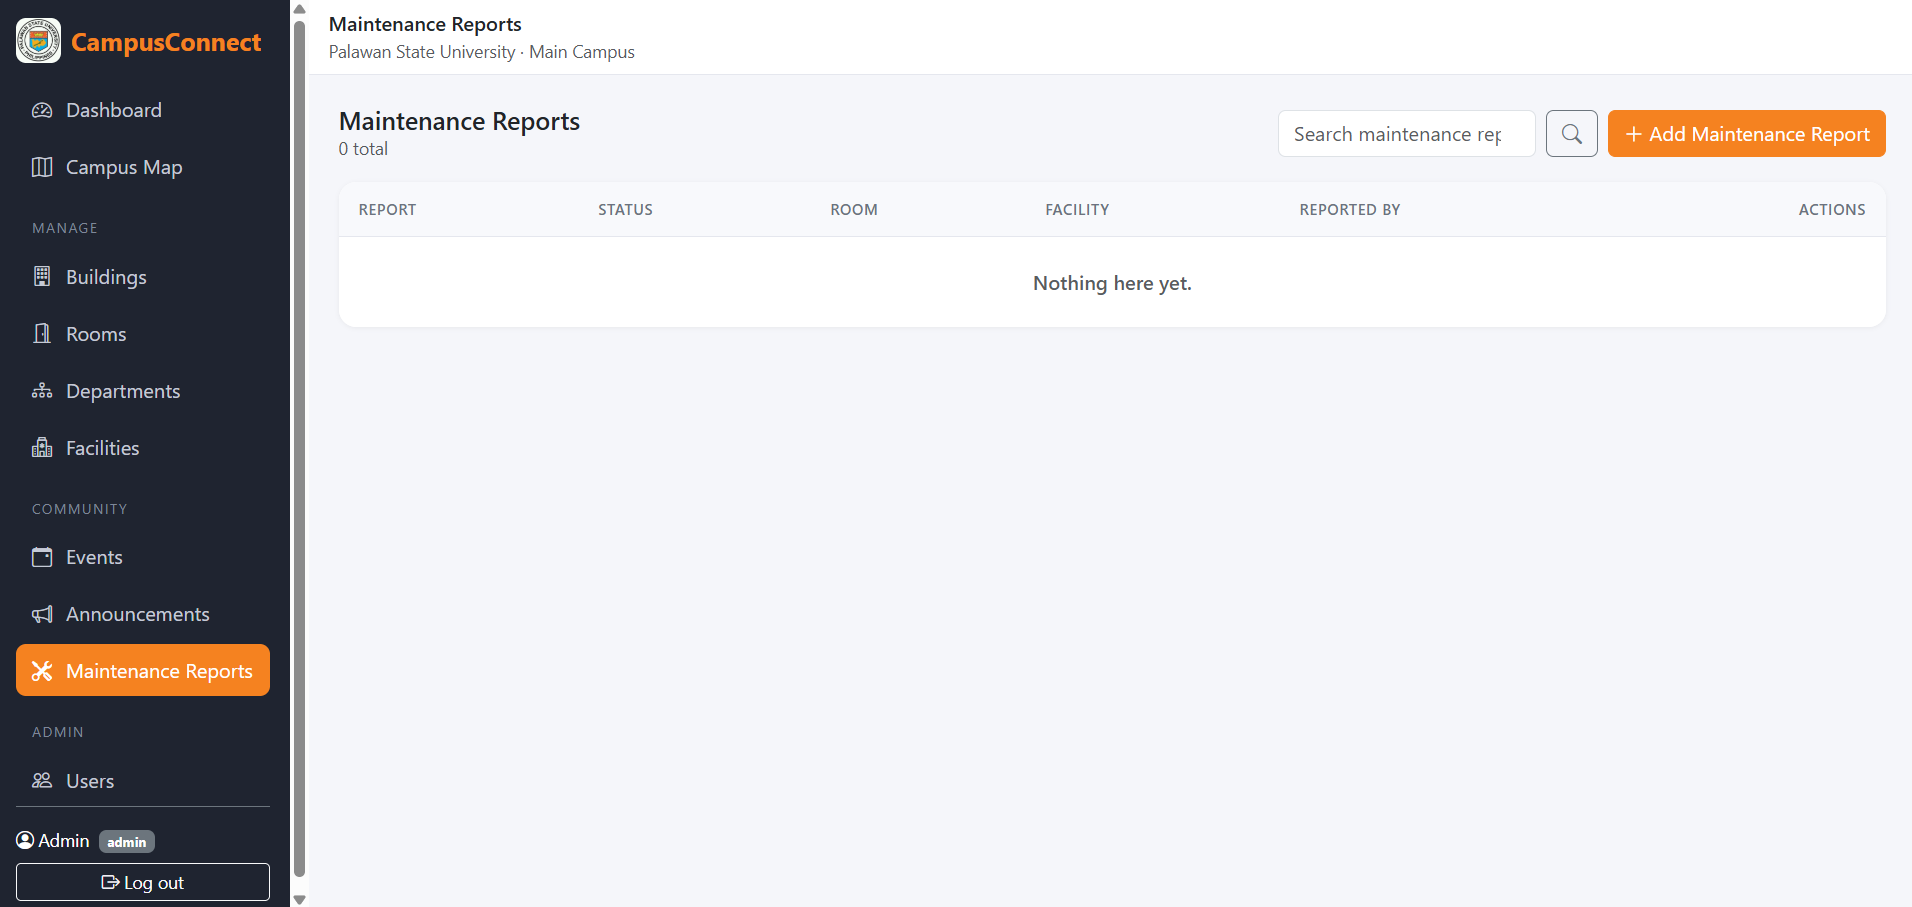 CampusConnect
Dashboard
Campus Map
MANAGE
Buildings
Rooms
Departments
Facilities
COMMUNITY
Events
Announcements
Maintenance Reports
ADMIN
Users
Admin admin
Log out
Maintenance Reports
Palawan State University · Main Campus
Maintenance Reports
0 total
Search maintenance rep
+ Add Maintenance Report
REPORT STATUS ROOM FACILITY REPORTED BY ACTIONS
Nothing here yet.